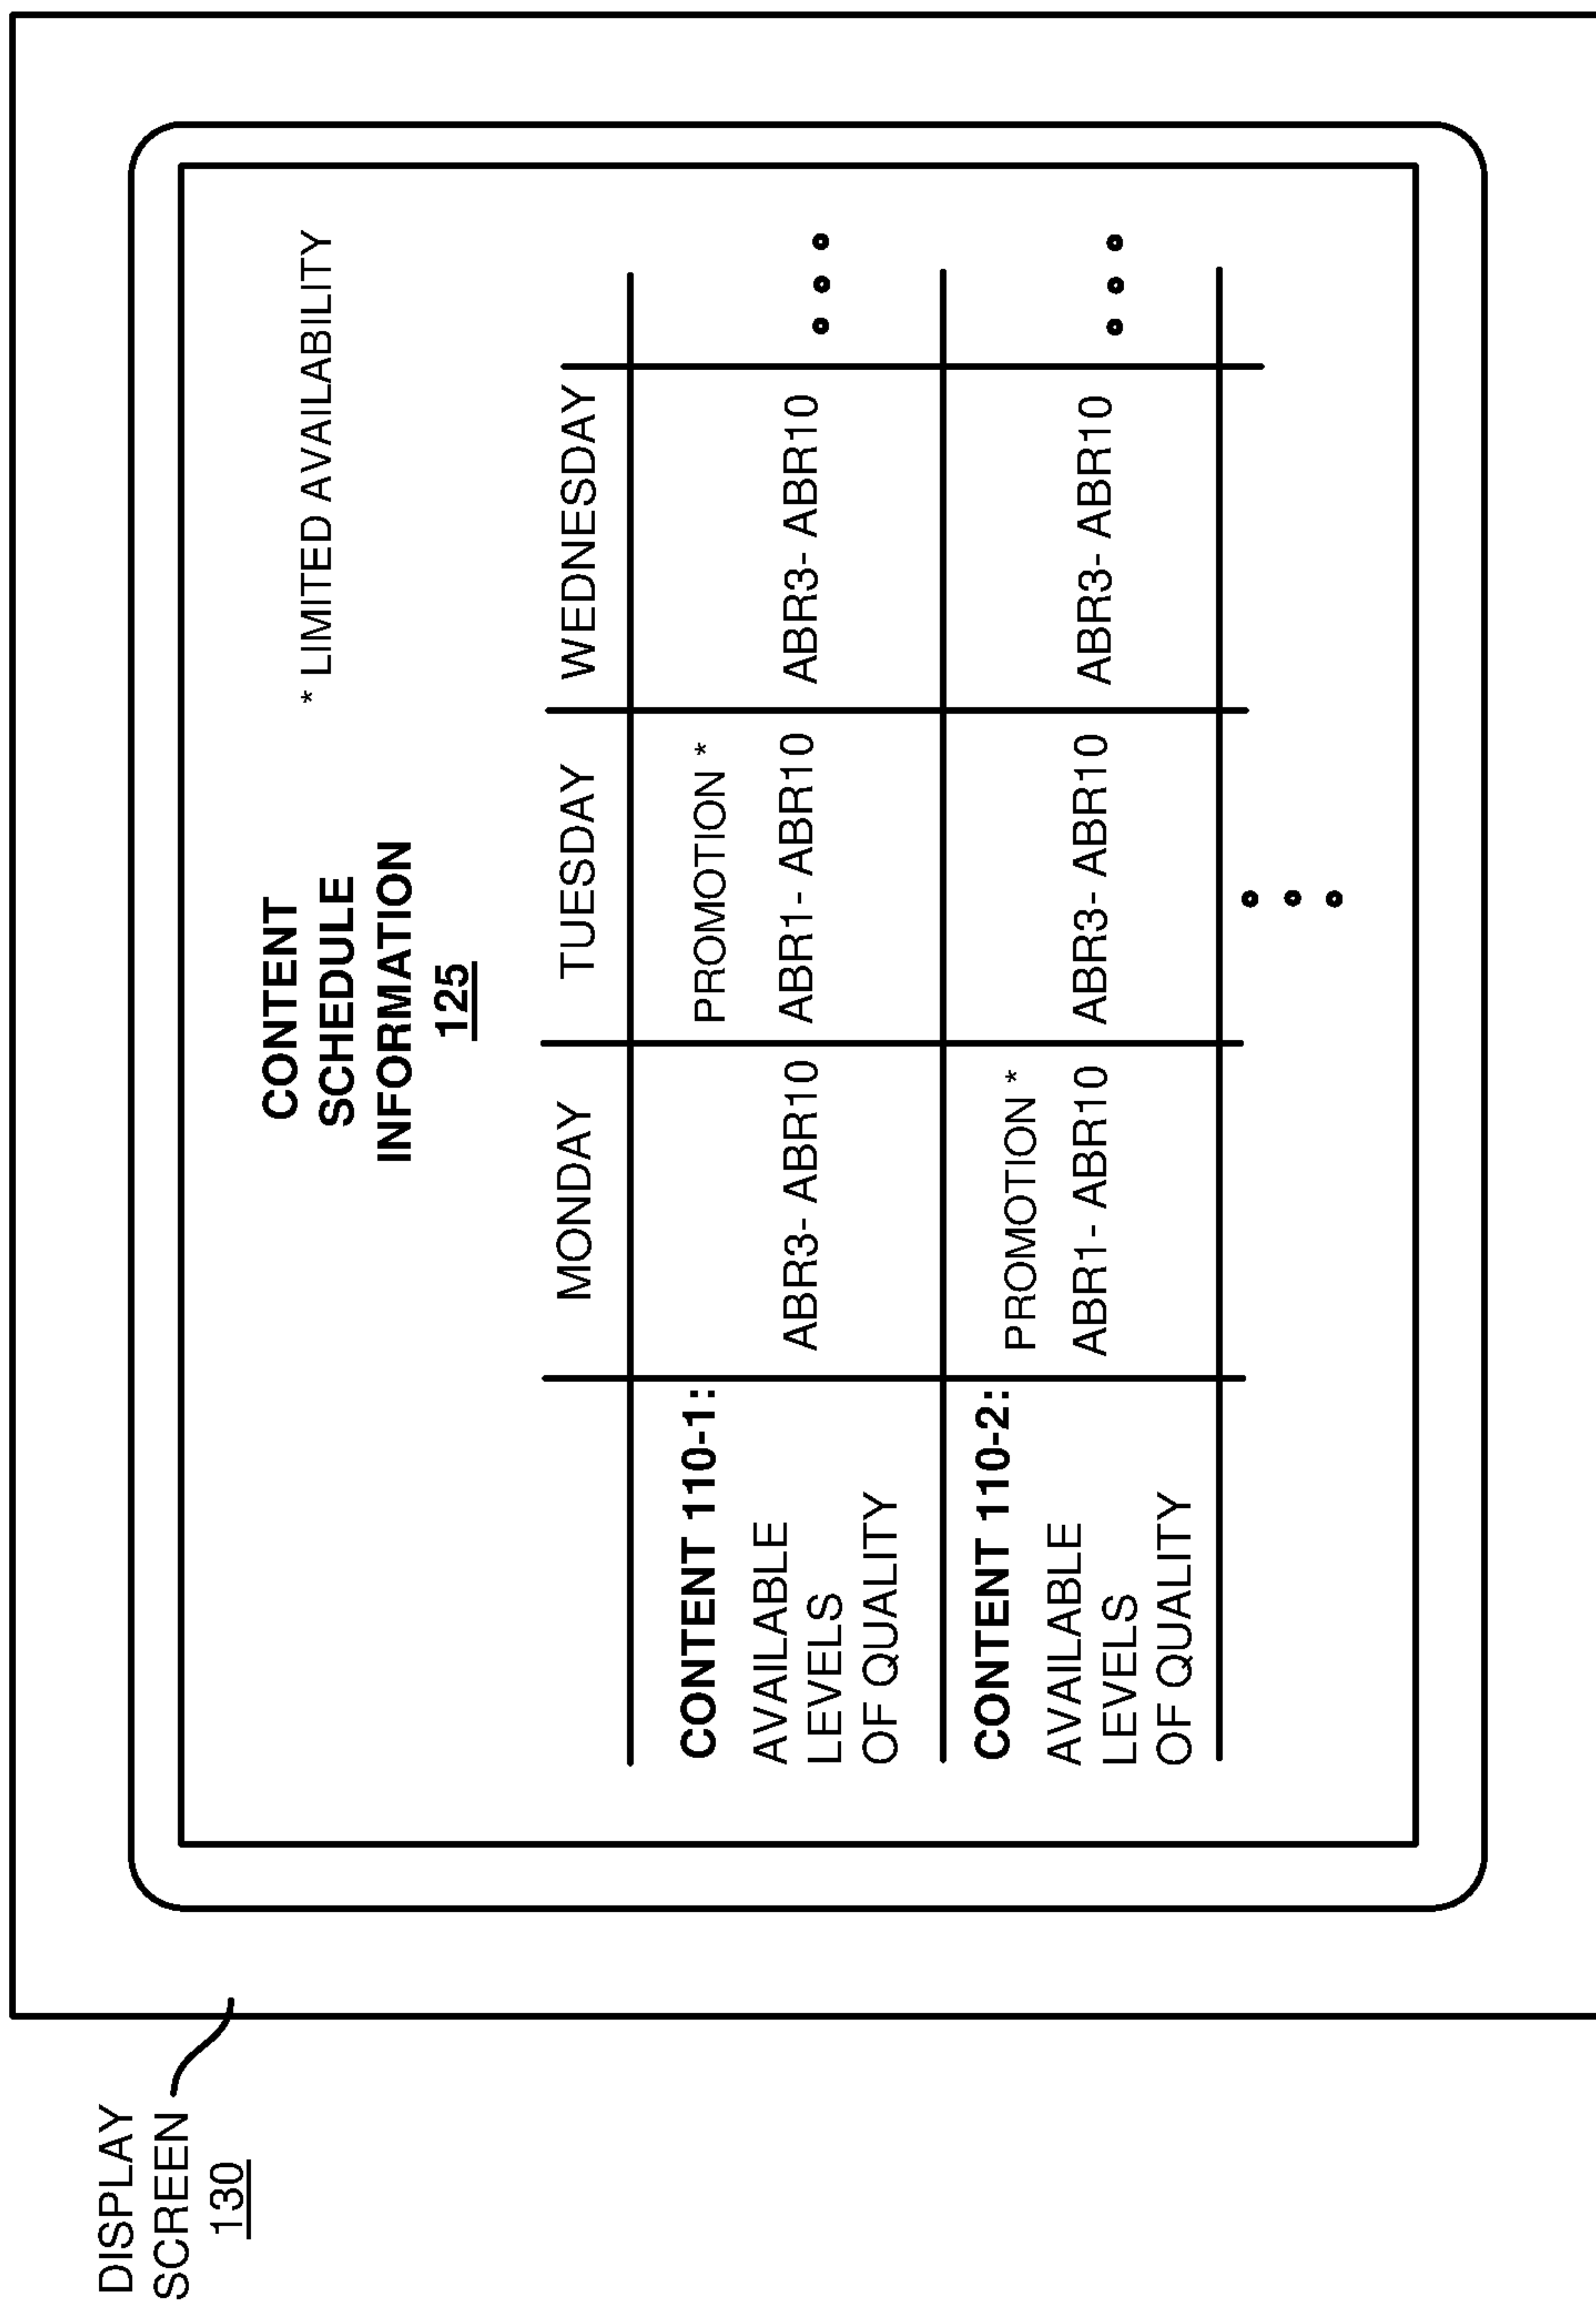 DISPLAY
SCREEN
130
CONTENT
SCHEDULE
INFORMATION
125
* LIMITED AVAILABILITY
MONDAY
TUESDAY
WEDNESDAY
CONTENT 110-1:
AVAILABLE
LEVELS
OF QUALITY
ABR3- ABR10
PROMOTION *
ABR1- ABR10
ABR3- ABR10
CONTENT 110-2:
AVAILABLE
LEVELS
OF QUALITY
PROMOTION *
ABR1- ABR10
ABR3- ABR10
ABR3- ABR10